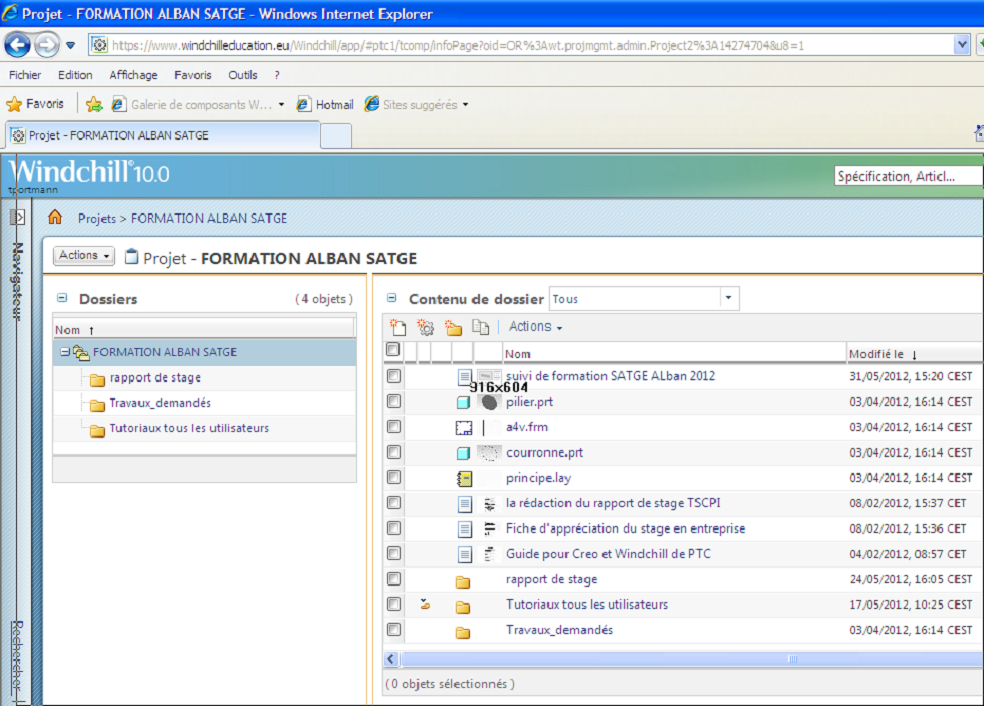 Projet - FORMATION ALBAN SATGE - Windows Internet Explorer
https://www.windchilleducation.eu/Windchill/app/#ptc1/tcomp/infoPage?oid=OR%3Awt.projmgmt.admin.Project2%3A14274704&u8=1
Fichier Edition Affichage Favoris Outils ?
Favoris Galerie de composants W... Hotmail Sites suggérés
Projet - FORMATION ALBAN SATGE
Windchill® 10.0
tportmann
Spécification, Articl...
Projets > FORMATION ALBAN SATGE
Navigateur
Actions Projet - FORMATION ALBAN SATGE
Dossiers (4 objets)
Nom ↑
FORMATION ALBAN SATGE
rapport de stage
Travaux_demandés
Tutoriaux tous les utilisateurs
Contenu de dossier Tous
Actions
Nom Modifié le ↓
suivi de formation SATGE ALban 2012 31/05/2012, 15:20 CEST
916x604
pilier.prt 03/04/2012, 16:14 CEST
a4v.frm 03/04/2012, 16:14 CEST
courronne.prt 03/04/2012, 16:14 CEST
principe.lay 03/04/2012, 16:14 CEST
la rédaction du rapport de stage TSCPI 08/02/2012, 15:37 CET
Fiche d'appréciation du stage en entreprise 08/02/2012, 15:36 CET
Guide pour Creo et Windchill de PTC 04/02/2012, 08:57 CET
rapport de stage 24/05/2012, 16:05 CEST
Tutoriaux tous les utilisateurs 17/05/2012, 10:25 CEST
Travaux_demandés 03/04/2012, 16:14 CEST
(0 objets sélectionnés )
Rechercher